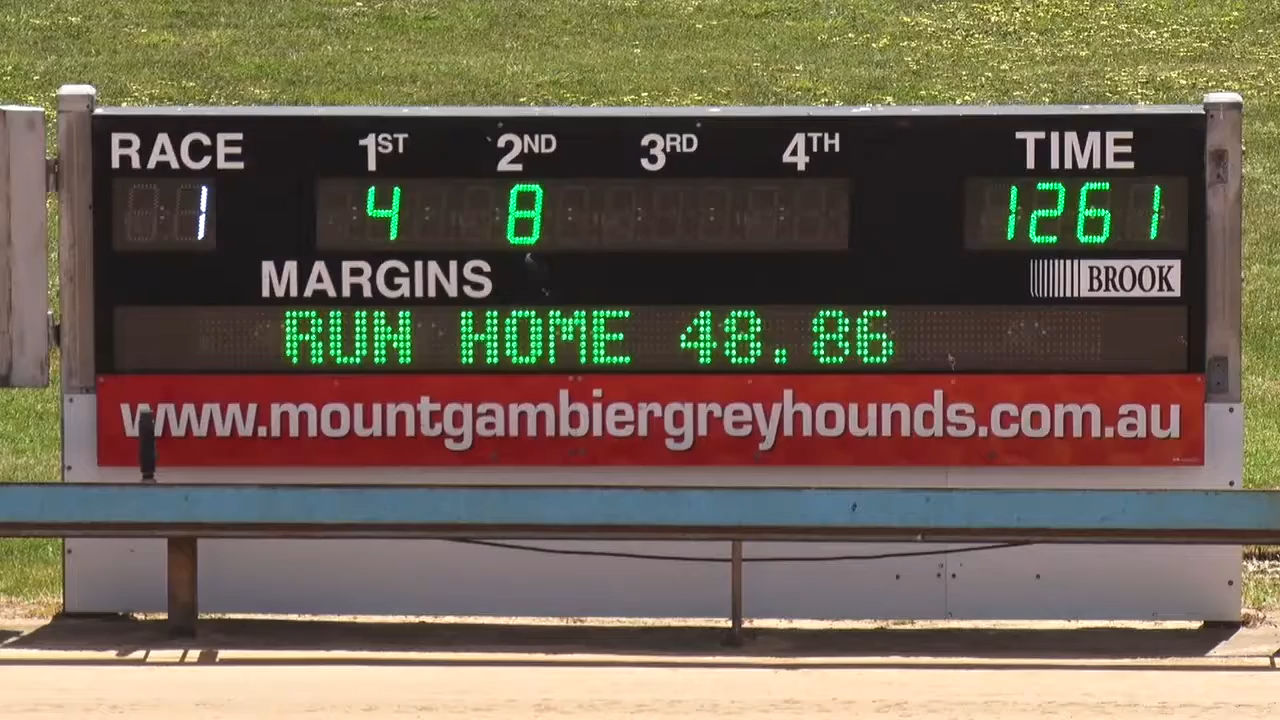 RACE 1ST 2ND 3RD 4TH TIME
1 4 8 1261
MARGINS BROOK
RUN HOME 48.86
www.mountgambiergreyhounds.com.au